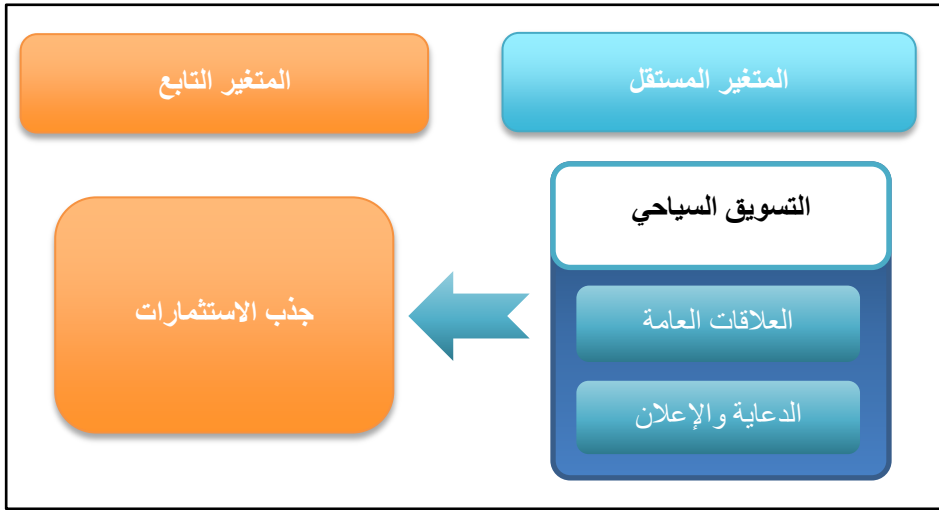 المتغير المستقل
المتغير التابع
التسويق السياحي
العلاقات العامة
الدعاية والإعلان
جذب الاستثمارات